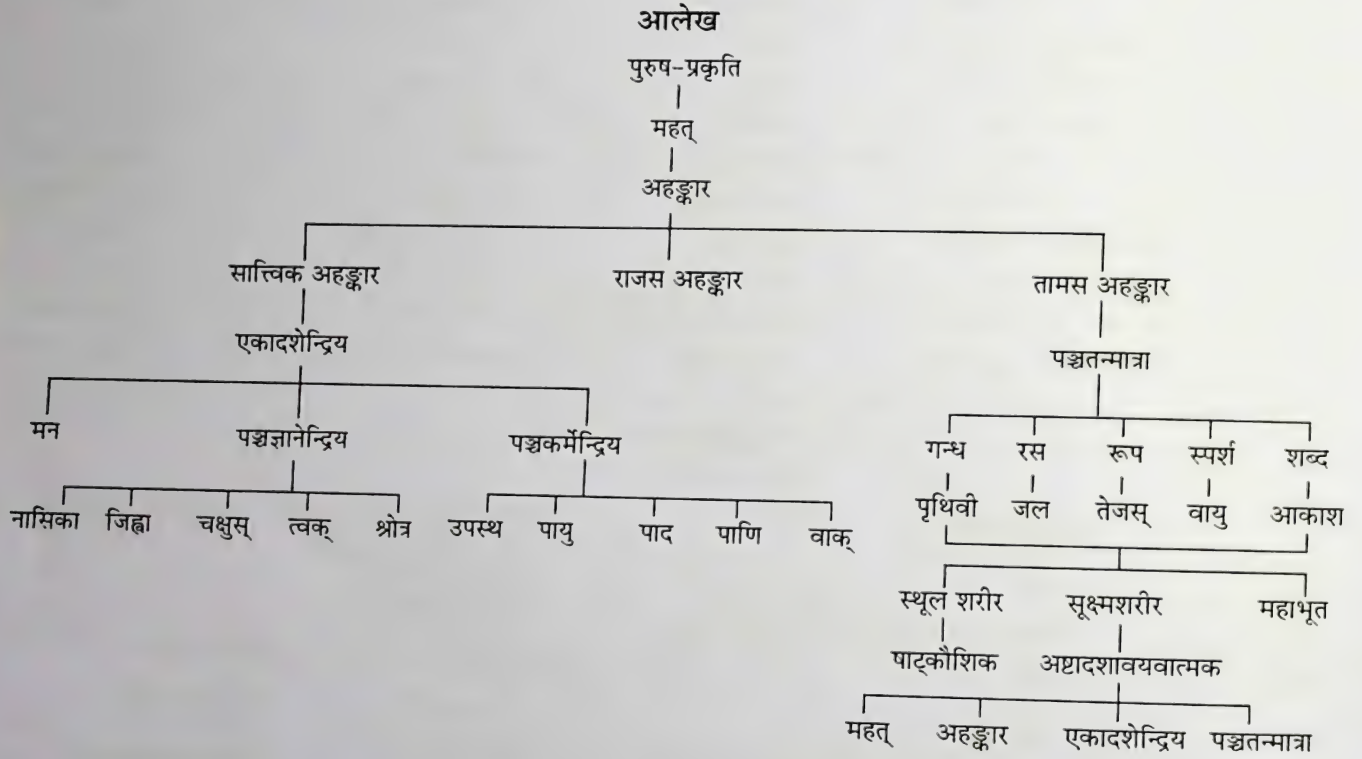 आलेख
पुरुष-प्रकृति
महत्
अहङ्कार
सात्त्विक अहङ्कार राजस अहङ्कार तामस अहङ्कार
एकादशेन्द्रिय पञ्चतन्मात्रा
मन पञ्चज्ञानेन्द्रिय पञ्चकर्मेन्द्रिय गन्ध रस रूप स्पर्श शब्द
नासिका जिह्वा चक्षुस् त्वक् श्रोत्र उपस्थ पायु पाद पाणि वाक् पृथिवी जल तेजस् वायु आकाश
स्थूल शरीर सूक्ष्मशरीर महाभूत
षाट्कौशिक अष्टादशावयवात्मक
महत् अहङ्कार एकादशेन्द्रिय पञ्चतन्मात्रा